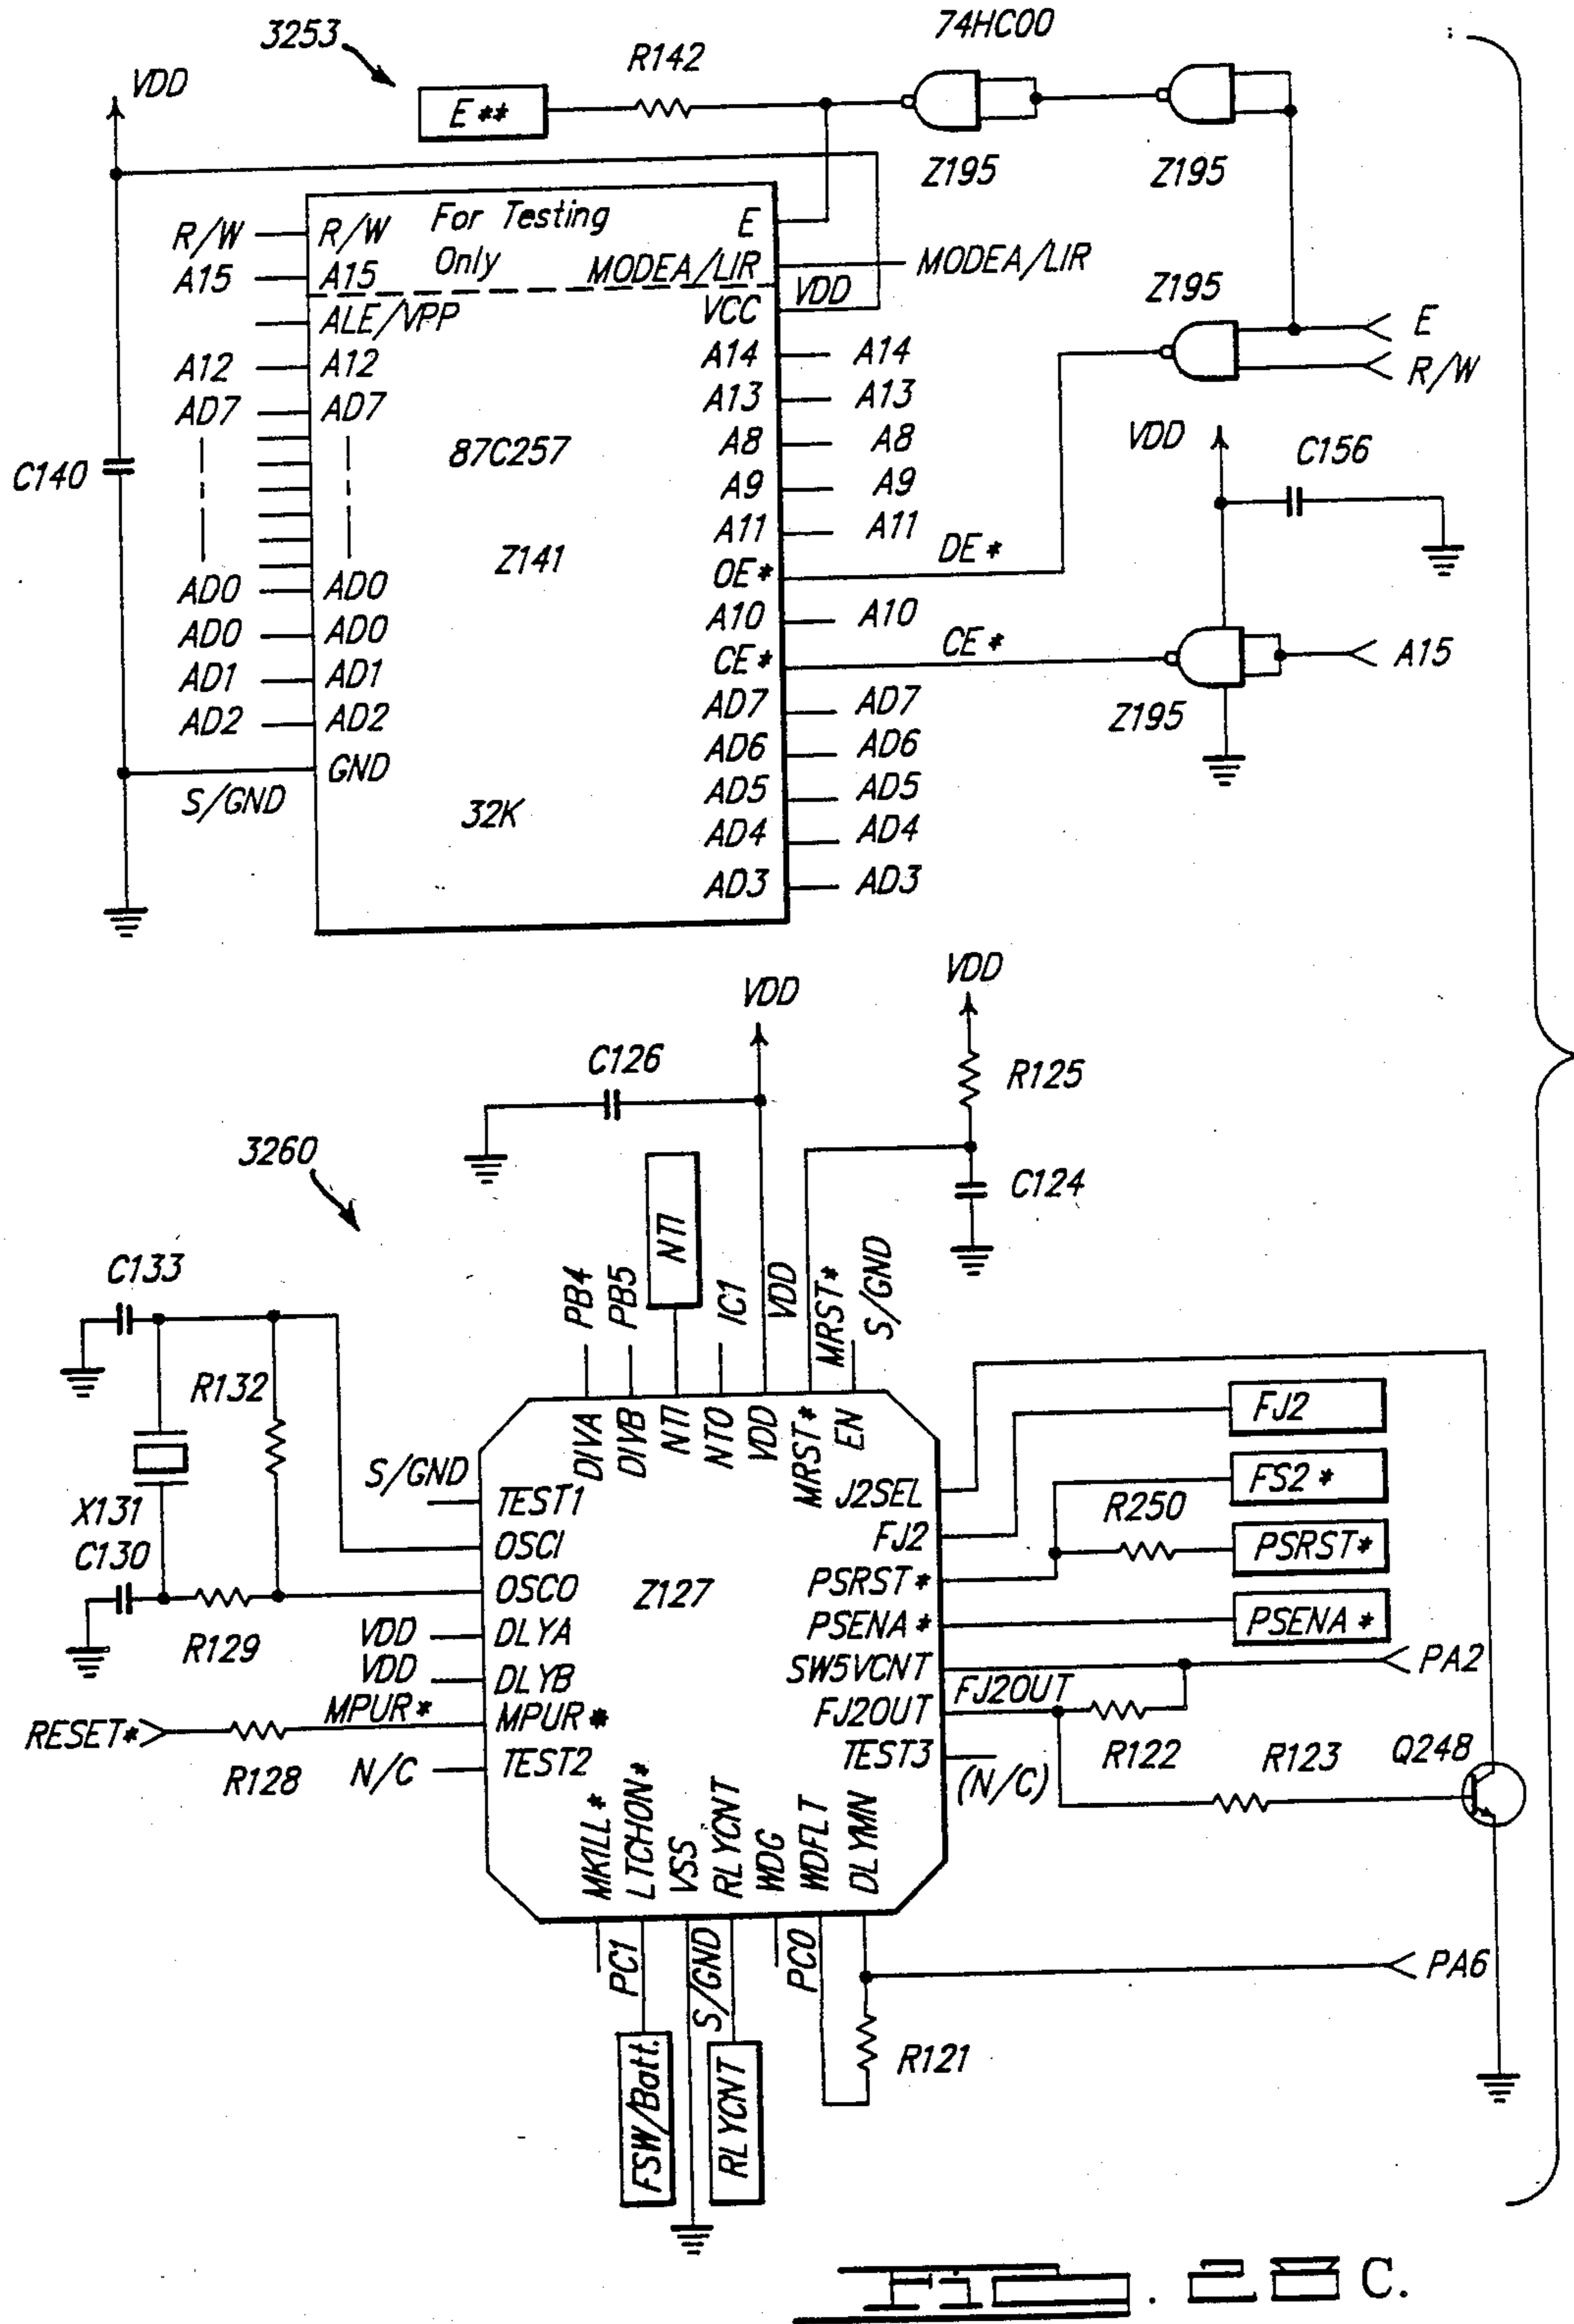 3253
74HC00
VDD
R142
E **
Z195
Z195
R/W
R/W
For Testing
Only
E
A15
A15
MODEA/LIR
MODEA/LIR
VDD
Z195
ALE/VPP
VCC
E
R/W
A12
A12
A14
A14
AD7
AD7
A13
A13
VDD
C156
C140
87C257
A8
A8
A9
A9
A11
A11
Z141
OE*
DE*
AD0
AD0
A10
A10
AD0
AD0
CE*
CE*
A15
AD1
AD1
AD7
AD7
Z195
AD2
AD2
AD6
AD6
GND
S/GND
AD5
AD5
32K
AD4
AD4
AD3
AD3
VDD
VDD
C126
R125
3260
C124
NTI
C133
PB4
PB5
IC1
VDD
MRST*
S/GND
R132
DIVA
DIVB
NTI
NTO
VDD
MRST*
EN
FJ2
S/GND
TEST1
J2SEL
FS2 *
X131
OSCI
FJ2
R250
PSRST*
C130
OSCO
Z127
PSRST*
R129
VDD
DLYA
PSENA*
PSENA *
VDD
DLYB
SW5VCNT
PA2
RESET*
MPUR*
MPUR*
FJ2OUT
FJ2OUT
R128
N/C
TEST2
TEST3
(N/C)
R122
R123
Q248
MKILL*
LTCHON*
VSS
RLYCNT
WDG
WDFLT
DLYMN
PC1
S/GND
PC0
PA6
FSW/Batt.
RLYCNT
R121
C.